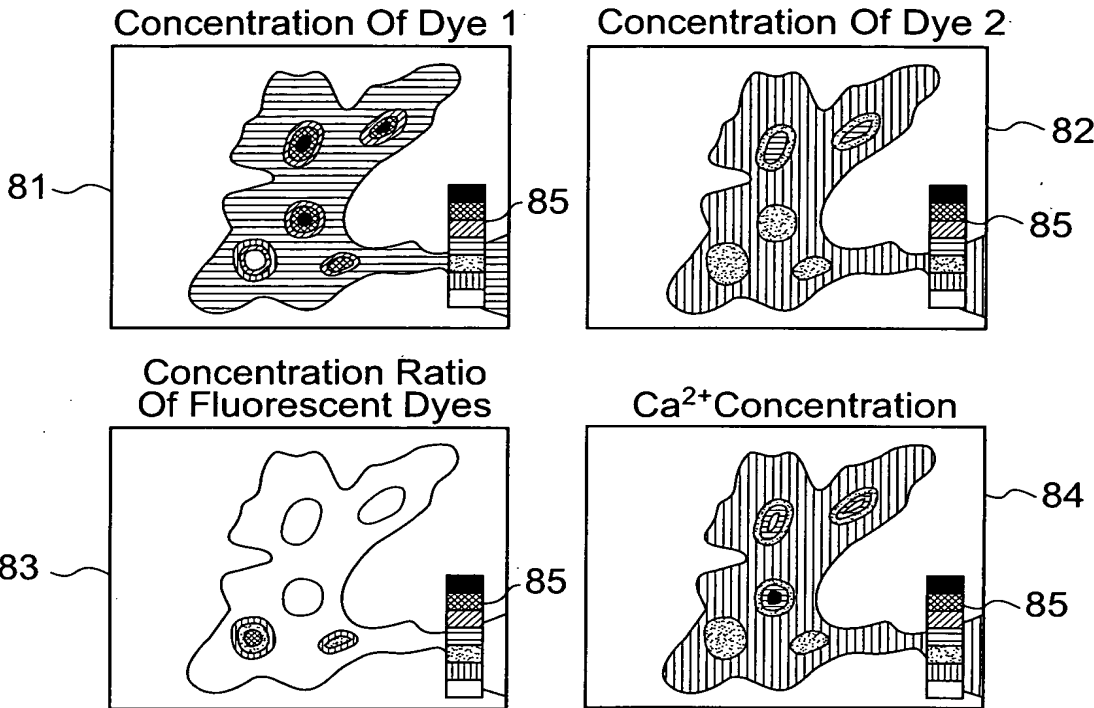 Concentration Of Dye 1
Concentration Of Dye 2
81
85
82
85
Concentration Ratio
Of Fluorescent Dyes
Ca²⁺Concentration
83
85
84
85